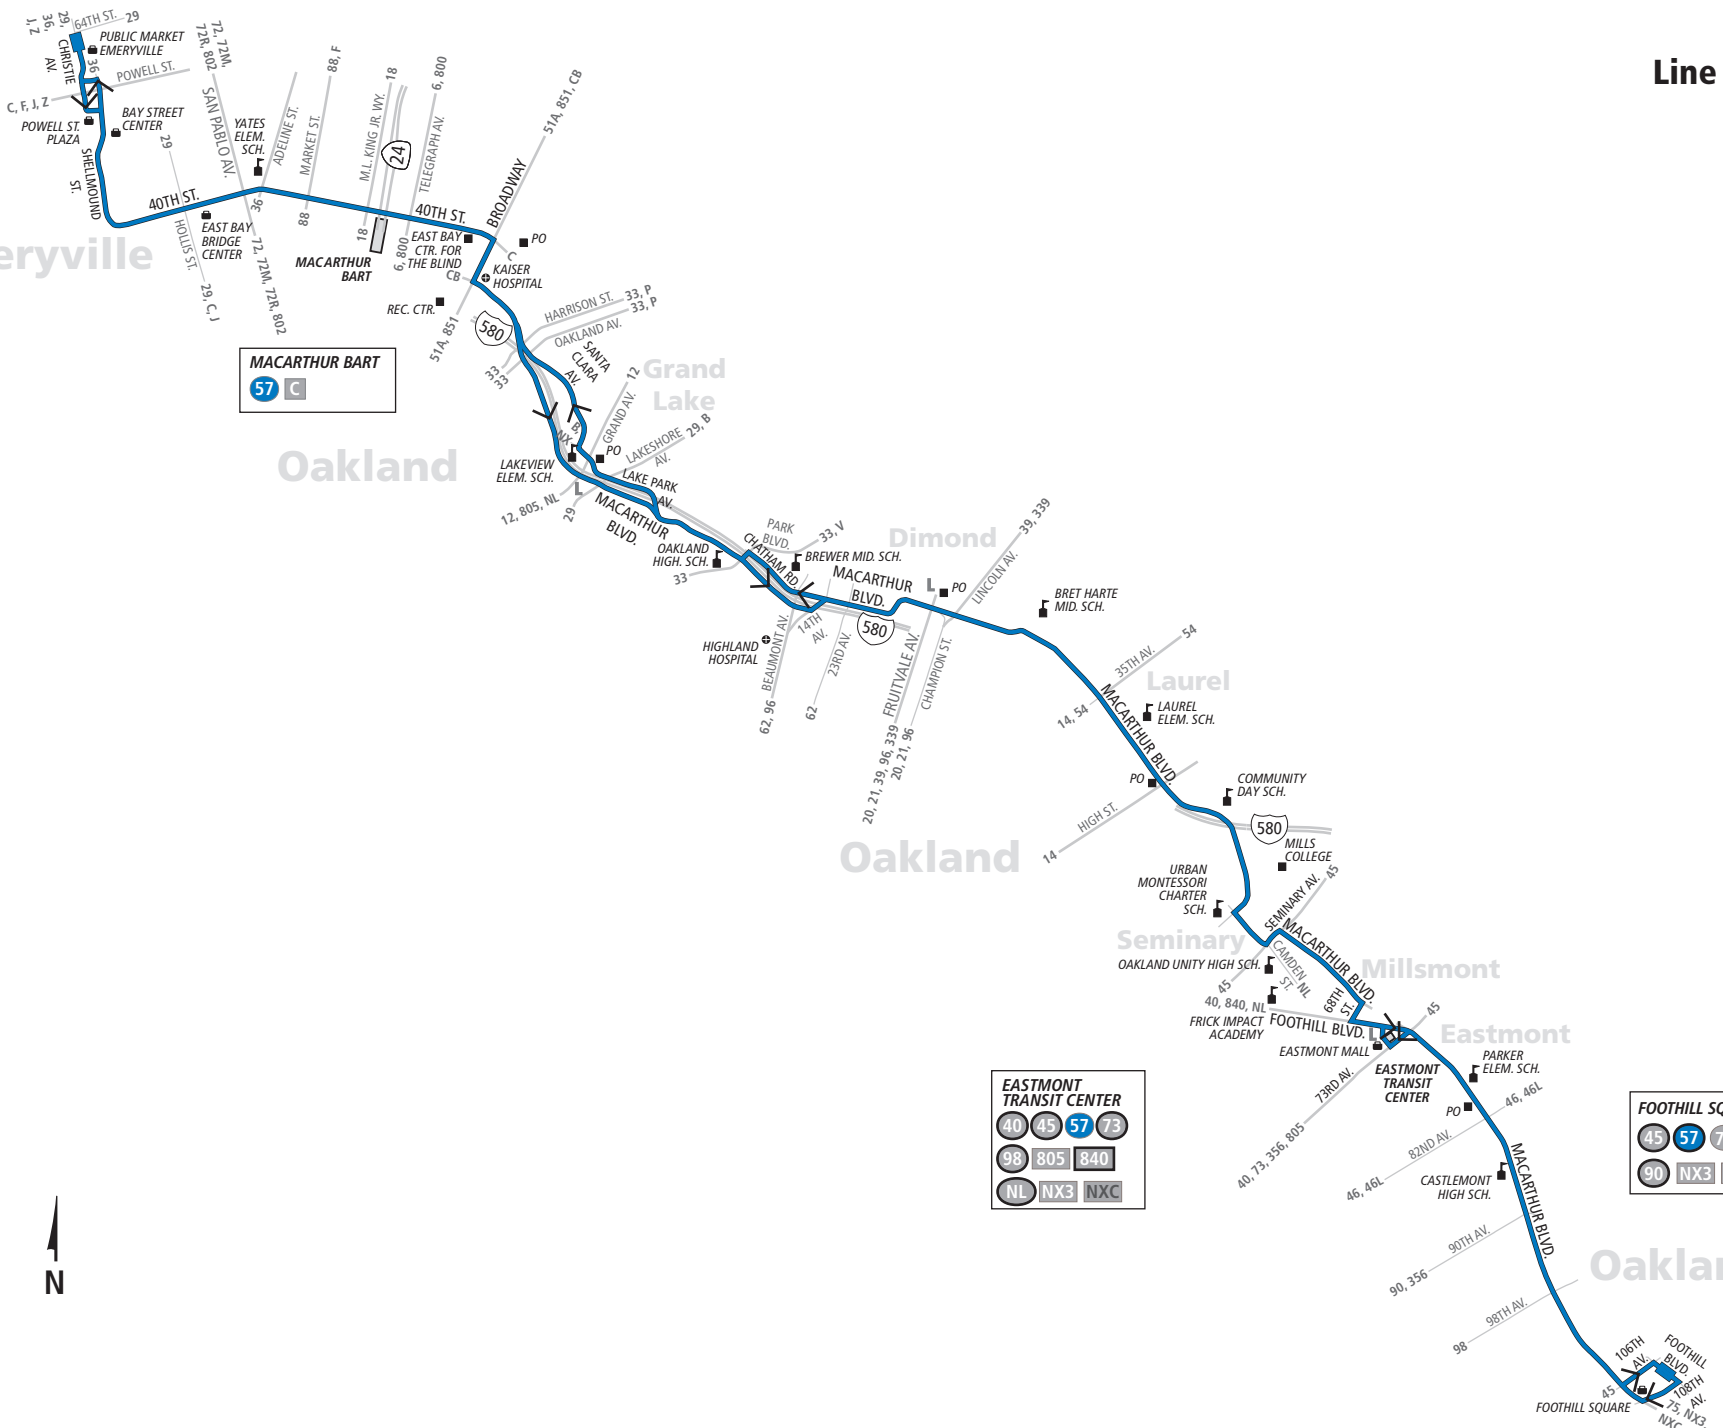 Line
29,
36,
J, Z
64TH ST.
29
PUBLIC MARKET
EMERYVILLE
CHRISTIE
AV.
36
POWELL ST.
C, F, J, Z
POWELL ST.
PLAZA
BAY STREET
CENTER
SHELLMOUND
ST.
72, 72M,
72R, 802
SAN PABLO AV.
YATES
ELEM.
SCH.
ADELINE ST.
88, F
MARKET ST.
18
M.L. KING JR. WY.
24
6, 800
TELEGRAPH AV.
51A, 851, CB
BROADWAY
29
40TH ST.
HOLLIS ST.
29, C, J
EAST BAY
BRIDGE
CENTER
36
72, 72M, 72R, 802
88
18
6, 800
40TH ST.
MACARTHUR
BART
EAST BAY
CTR. FOR
THE BLIND
PO
C
CB
KAISER
HOSPITAL
REC. CTR.
51A, 851
580
eryville
HARRISON ST.
33, P
OAKLAND AV.
33, P
33
33
SANTA
CLARA
AV.
MACARTHUR BART
57 C
Grand
Lake
12
GRAND AV.
B,
NX
PO
LAKESHORE
AV.
29, B
Oakland
LAKEVIEW
ELEM. SCH.
12, 805, NL
L
29
LAKE PARK
AV.
MACARTHUR
BLVD.
OAKLAND
HIGH. SCH.
33
PARK
BLVD.
33, V
CHATHAM RD.
BREWER MID. SCH.
MACARTHUR
BLVD.
HIGHLAND
HOSPITAL
BEAUMONT AV.
62, 96
14TH
AV.
23RD AV.
62
580
Dimond
L
PO
LINCOLN AV.
39, 339
FRUITVALE AV.
20, 21, 39, 96, 339
CHAMPION ST.
20, 21, 96
BRET HARTE
MID. SCH.
35TH AV.
54
14, 54
Laurel
LAUREL
ELEM. SCH.
MACARTHUR BLVD.
PO
HIGH ST.
14
COMMUNITY
DAY SCH.
580
Oakland
MILLS
COLLEGE
URBAN
MONTESSORI
CHARTER
SCH.
SEMINARY AV.
45
Seminary
MACARTHUR BLVD.
OAKLAND UNITY HIGH SCH.
CAMDEN
ST.
NL
45
Millsmont
40, 840, NL
FRICK IMPACT
ACADEMY
68TH
ST.
FOOTHILL BLVD.
L
45
Eastmont
EASTMONT MALL
EASTMONT
TRANSIT
CENTER
73RD AV.
40, 73, 356, 805
PARKER
ELEM. SCH.
PO
46, 46L
82ND AV.
46, 46L
EASTMONT
TRANSIT CENTER
40 45 57 73
98 805 840
NL NX3 NXC
CASTLEMONT
HIGH SCH.
MACARTHUR BLVD.
90TH AV.
90, 356
98TH AV.
98
FOOTHILL SQ
45 57 7
90 NX3
Oaklan
N
106TH
AV.
FOOTHILL
BLVD.
108TH
AV.
45
FOOTHILL SQUARE
75, NX3,
NXC